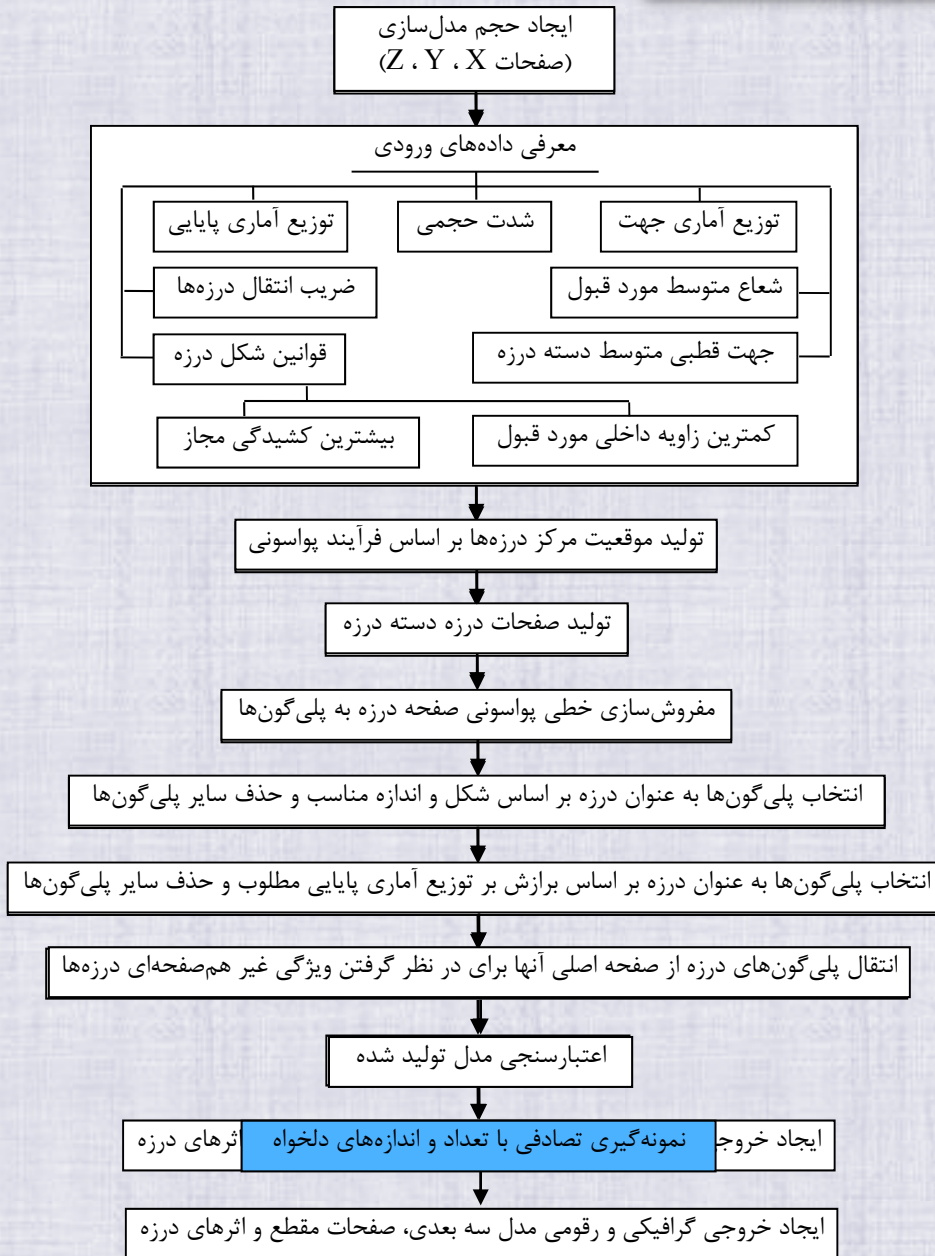 ایجاد حجم مدل‌سازی
(صفحات X ، Y ، Z)
معرفی داده‌های ورودی
توزیع آماری جهت
شدت حجمی
توزیع آماری پایایی
شعاع متوسط مورد قبول
ضریب انتقال درزه‌ها
جهت قطبی متوسط دسته درزه
قوانین شکل درزه
کمترین زاویه داخلی مورد قبول
بیشترین کشیدگی مجاز
تولید موقعیت مرکز درزه‌ها بر اساس فرآیند پواسونی
تولید صفحات درزه دسته درزه
مفروش‌سازی خطی پواسونی صفحه درزه به پلی‌گون‌ها
انتخاب پلی‌گون‌ها به عنوان درزه بر اساس شکل و اندازه مناسب و حذف سایر پلی‌گون‌ها
انتخاب پلی‌گون‌ها به عنوان درزه بر اساس برازش بر توزیع آماری پایایی مطلوب و حذف سایر پلی‌گون‌ها
انتقال پلی‌گون‌های درزه از صفحه اصلی آنها برای در نظر گرفتن ویژگی غیر هم‌صفحه‌ای درزه‌ها
اعتبارسنجی مدل تولید شده
ایجاد خروجی نمونه‌گیری تصادفی با تعداد و اندازه‌های دلخواه اثرهای درزه
ایجاد خروجی گرافیکی و رقومی مدل سه بعدی، صفحات مقطع و اثرهای درزه